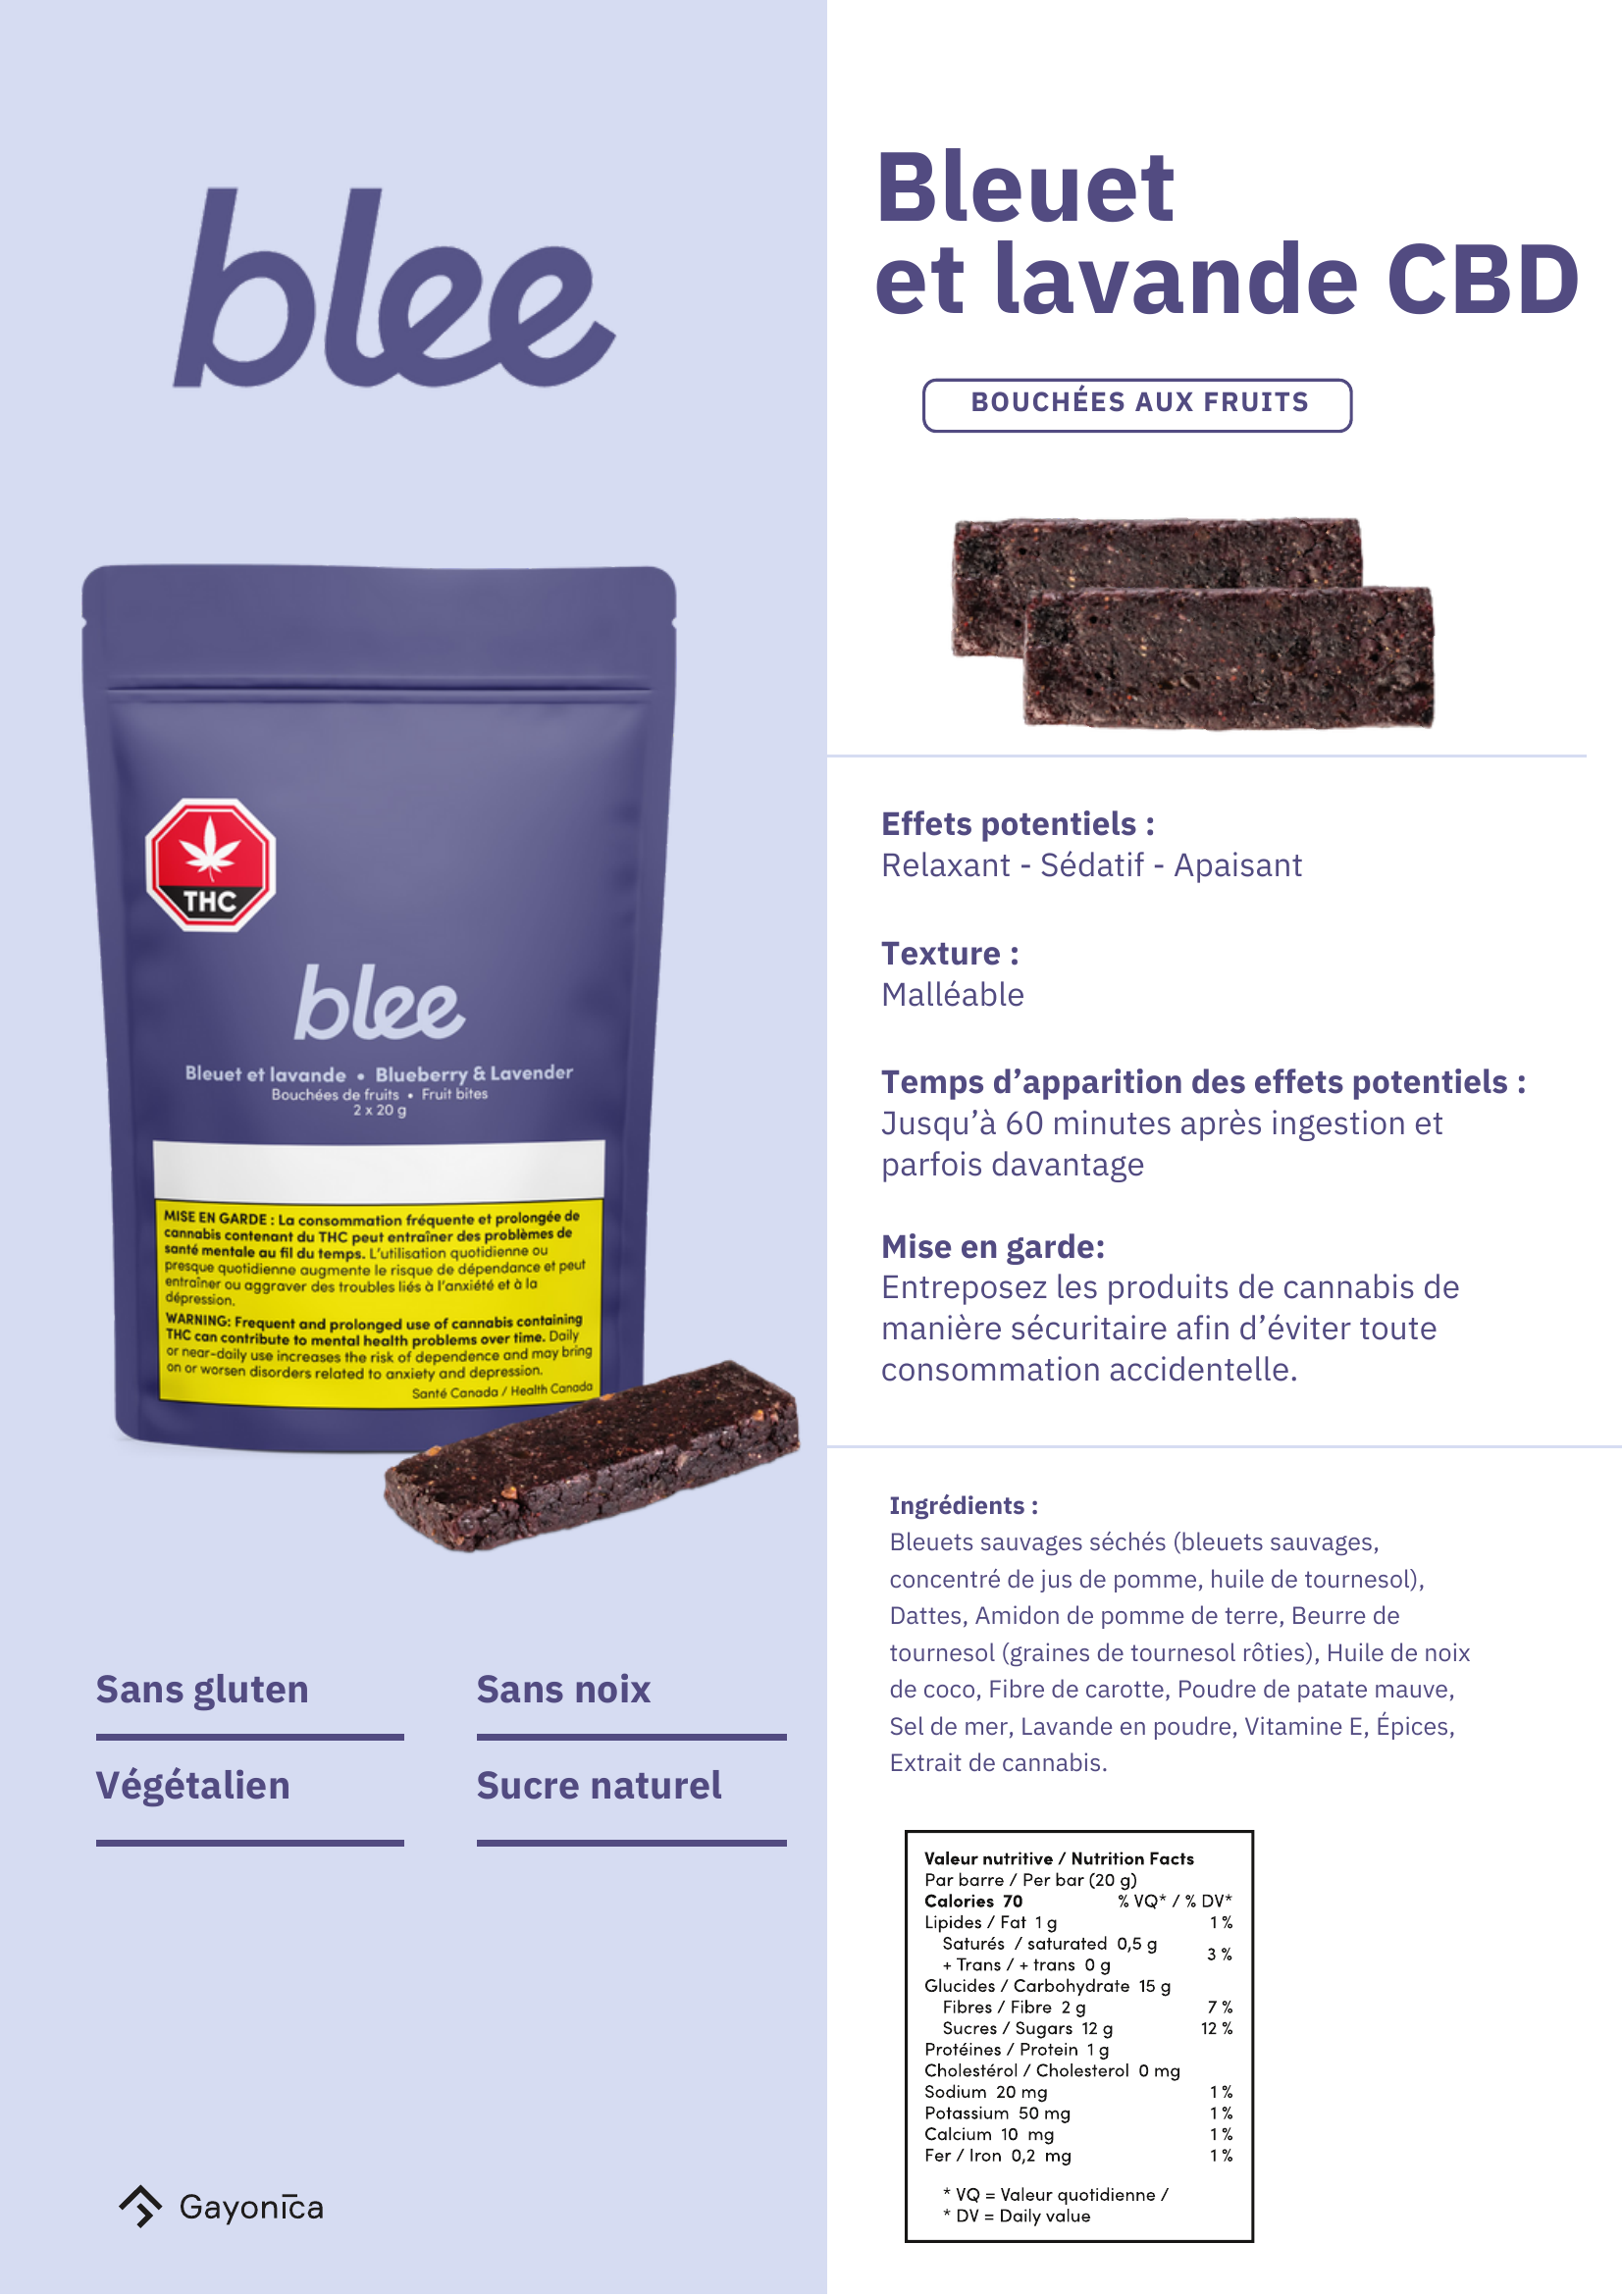 blee
THC
blee
Bleuet et lavande • Blueberry & Lavender
Bouchées de fruits • Fruit bites
2 x 20 g
MISE EN GARDE : La consommation fréquente et prolongée de
cannabis contenant du THC peut entraîner des problèmes de
santé mentale au fil du temps. L'utilisation quotidienne ou
presque quotidienne augmente le risque de dépendance et peut
entraîner ou aggraver des troubles liés à l'anxiété et à la
dépression.
WARNING: Frequent and prolonged use of cannabis containing
THC can contribute to mental health problems over time. Daily
or near-daily use increases the risk of dependence and may bring
on or worsen disorders related to anxiety and depression.
Santé Canada / Health Canada
Sans gluten
Sans noix
Végétalien
Sucre naturel
Gayonīca
Bleuet
et lavande CBD
BOUCHÉES AUX FRUITS
Effets potentiels :
Relaxant - Sédatif - Apaisant
Texture :
Malléable
Temps d’apparition des effets potentiels :
Jusqu’à 60 minutes après ingestion et
parfois davantage
Mise en garde:
Entreposez les produits de cannabis de
manière sécuritaire afin d’éviter toute
consommation accidentelle.
Ingrédients :
Bleuets sauvages séchés (bleuets sauvages,
concentré de jus de pomme, huile de tournesol),
Dattes, Amidon de pomme de terre, Beurre de
tournesol (graines de tournesol rôties), Huile de noix
de coco, Fibre de carotte, Poudre de patate mauve,
Sel de mer, Lavande en poudre, Vitamine E, Épices,
Extrait de cannabis.
Valeur nutritive / Nutrition Facts
Par barre / Per bar (20 g)
Calories 70 % VQ* / % DV*
Lipides / Fat 1 g 1 %
Saturés / saturated 0,5 g
+ Trans / + trans 0 g 3 %
Glucides / Carbohydrate 15 g
Fibres / Fibre 2 g 7 %
Sucres / Sugars 12 g 12 %
Protéines / Protein 1 g
Cholestérol / Cholesterol 0 mg
Sodium 20 mg 1 %
Potassium 50 mg 1 %
Calcium 10 mg 1 %
Fer / Iron 0,2 mg 1 %
* VQ = Valeur quotidienne /
* DV = Daily value